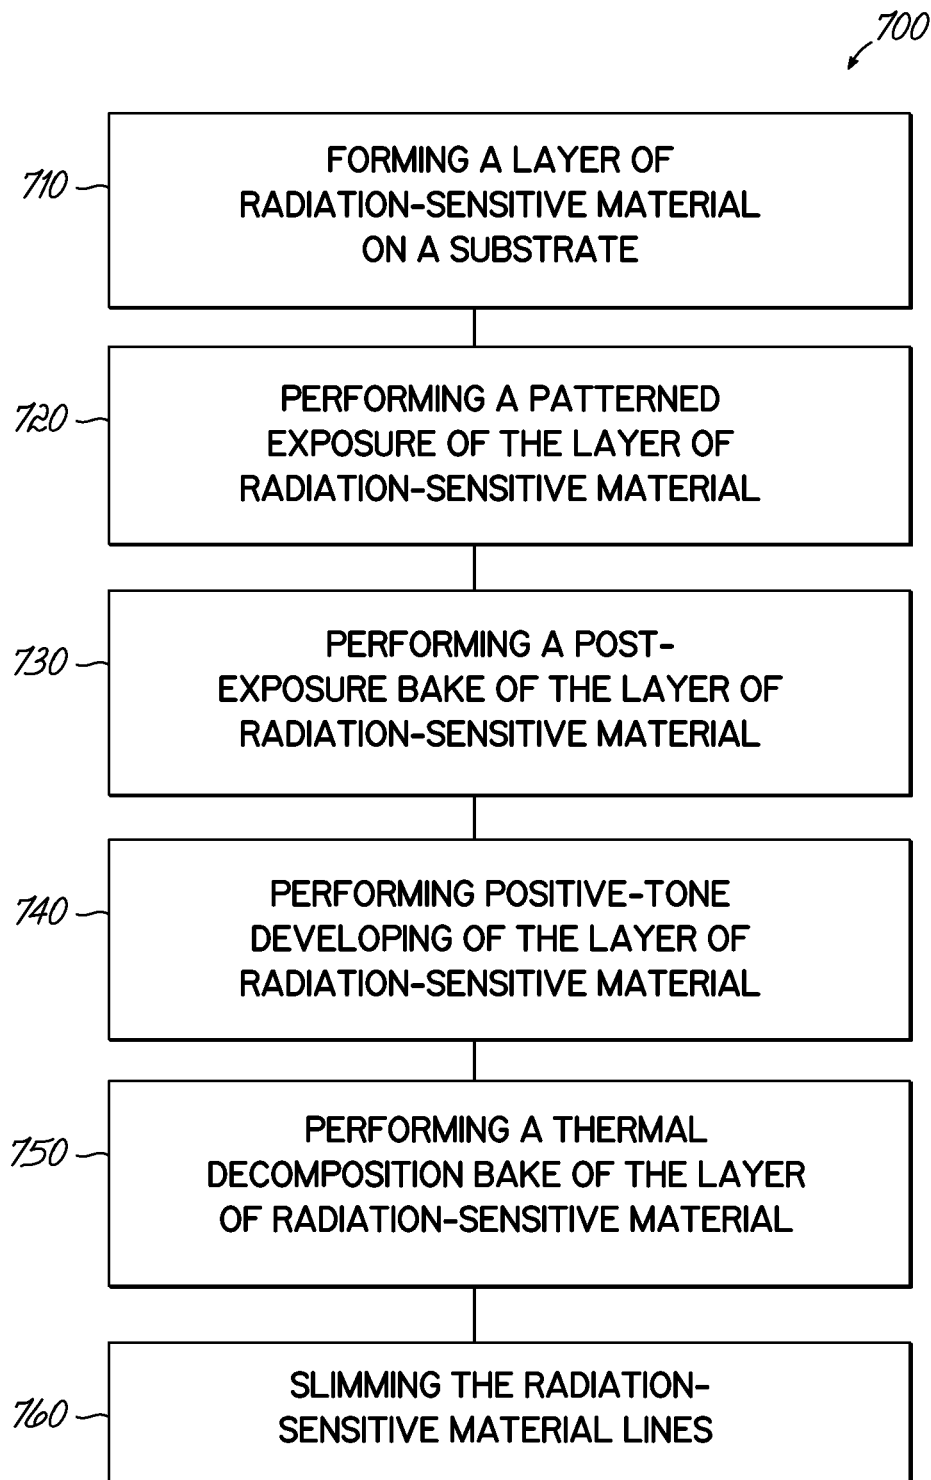 700
710
FORMING A LAYER OF
RADIATION-SENSITIVE MATERIAL
ON A SUBSTRATE
720
PERFORMING A PATTERNED
EXPOSURE OF THE LAYER OF
RADIATION-SENSITIVE MATERIAL
730
PERFORMING A POST-
EXPOSURE BAKE OF THE LAYER OF
RADIATION-SENSITIVE MATERIAL
740
PERFORMING POSITIVE-TONE
DEVELOPING OF THE LAYER OF
RADIATION-SENSITIVE MATERIAL
750
PERFORMING A THERMAL
DECOMPOSITION BAKE OF THE LAYER
OF RADIATION-SENSITIVE MATERIAL
760
SLIMMING THE RADIATION-
SENSITIVE MATERIAL LINES